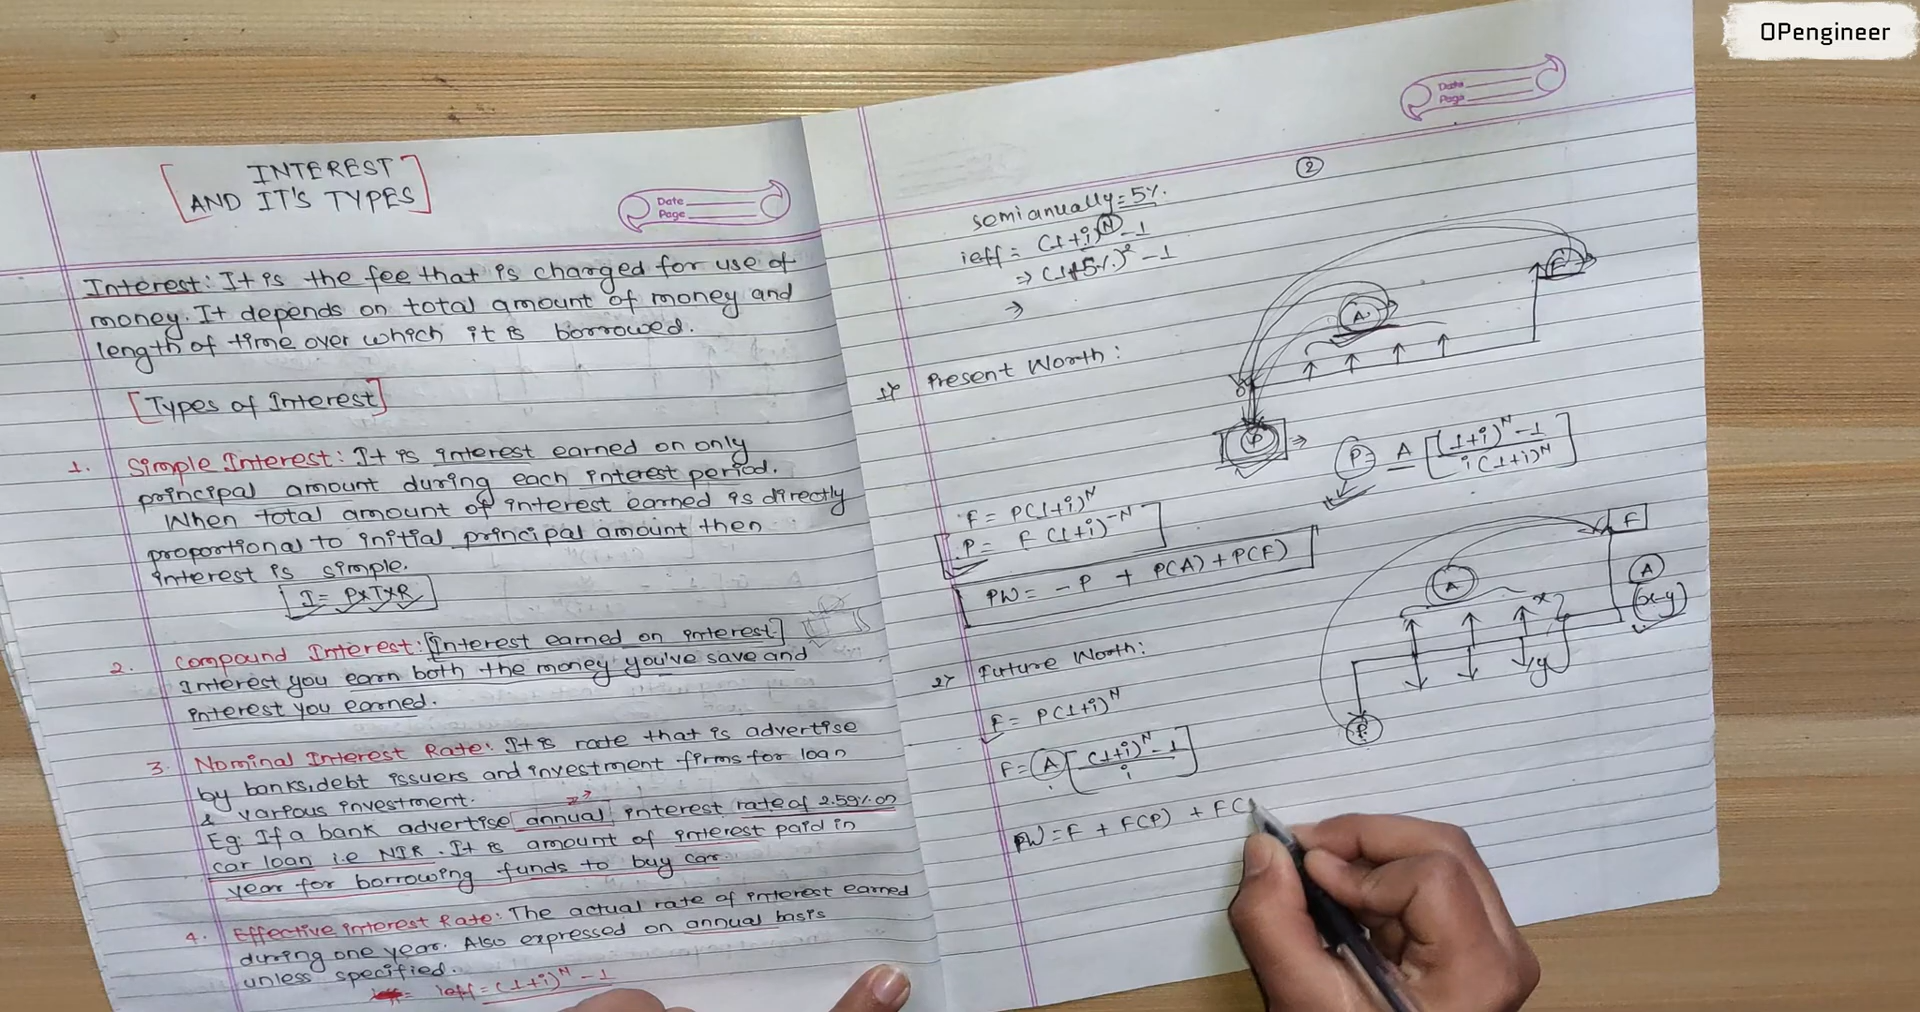 OPengineer
INTEREST
AND IT'S TYPES
Date
Page
Interest: It is the fee that is charged for use of
money. It depends on total amount of money and
length of time over which it is borrowed.
[Types of Interest]
1. Simple Interest: It is interest earned on only
principal amount during each interest period.
When total amount of interest earned is directly
proportional to initial principal amount then
interest is simple.
I = P×T×R
2. Compound Interest: [Interest earned on interest]
Interest you earn both the money you've save and
interest you earned.
3. Nominal Interest Rate: It is rate that is advertise
by banks, debt issuers and investment firms for loan
& various investment.
Eg: If a bank advertise annual interest rate of 2.59% on
car loan i.e NIR. It is amount of interest paid in
year for borrowing funds to buy car.
4. Effective interest Rate: The actual rate of interest earned
during one year. Also expressed on annual basis
unless specified.
ieff = (1+i)^N - 1
Date
Page
2
semianually = 5%.
ieff = (1+i)^N - 1
⇒ (1+5%)^2 - 1
⇒
F
A
1> Present Worth:
P ⇒
P = A [(1+i)^N - 1 / i(1+i)^N]
F = P(1+i)^N
P = F(1+i)^-N
PW = -P + P(A) + P(F)
F
A
A
x
(x-y)
y
P
2> Future Worth:
F = P(1+i)^N
F = A [(1+i)^N - 1 / i]
PW = F + F(P) + F(